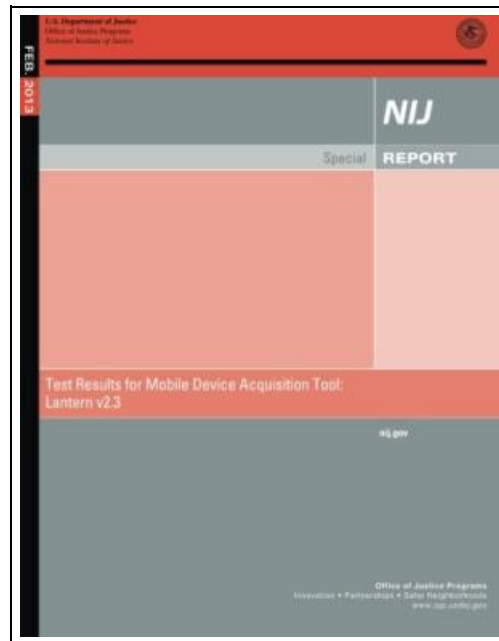 U.S. Department of Justice
Office of Justice Programs
National Institute of Justice
FEB. 2013
NIJ
Special REPORT
Test Results for Mobile Device Acquisition Tool:
Lantern v2.3
nij.gov
Office of Justice Programs
Innovation • Partnerships • Safer Neighborhoods
www.ojp.usdoj.gov